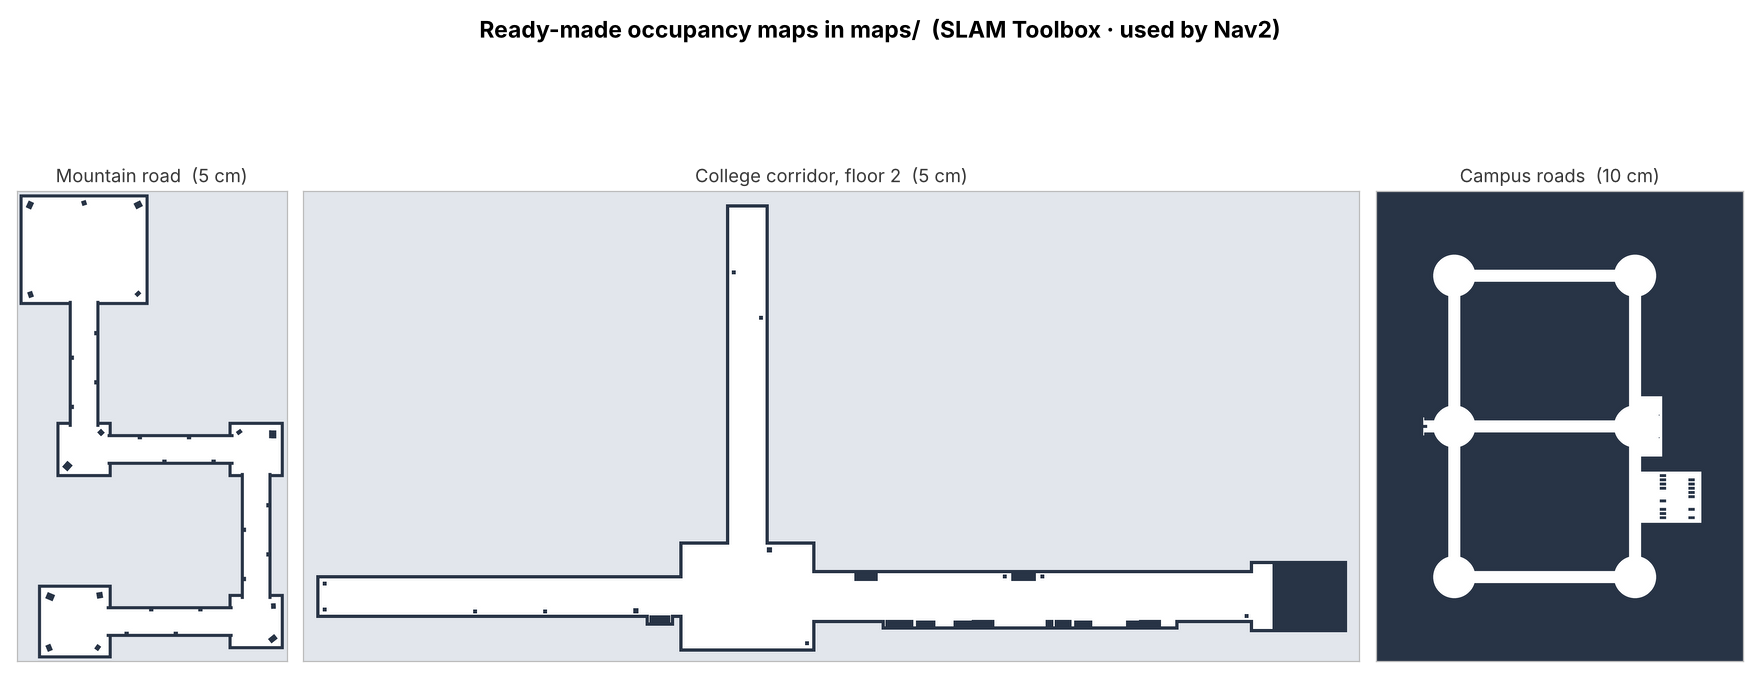 Ready-made occupancy maps in maps/ (SLAM Toolbox · used by Nav2)
Mountain road (5 cm)
College corridor, floor 2 (5 cm)
Campus roads (10 cm)